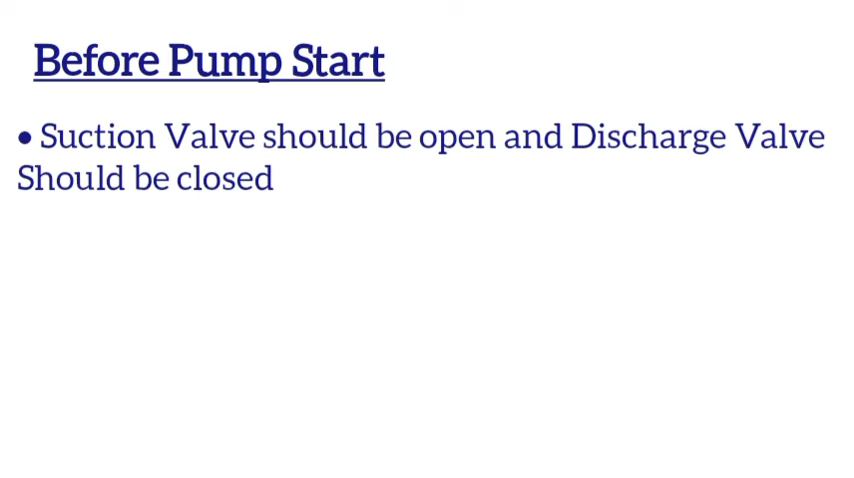 Before Pump Start
• Suction Valve should be open and Discharge Valve
Should be closed